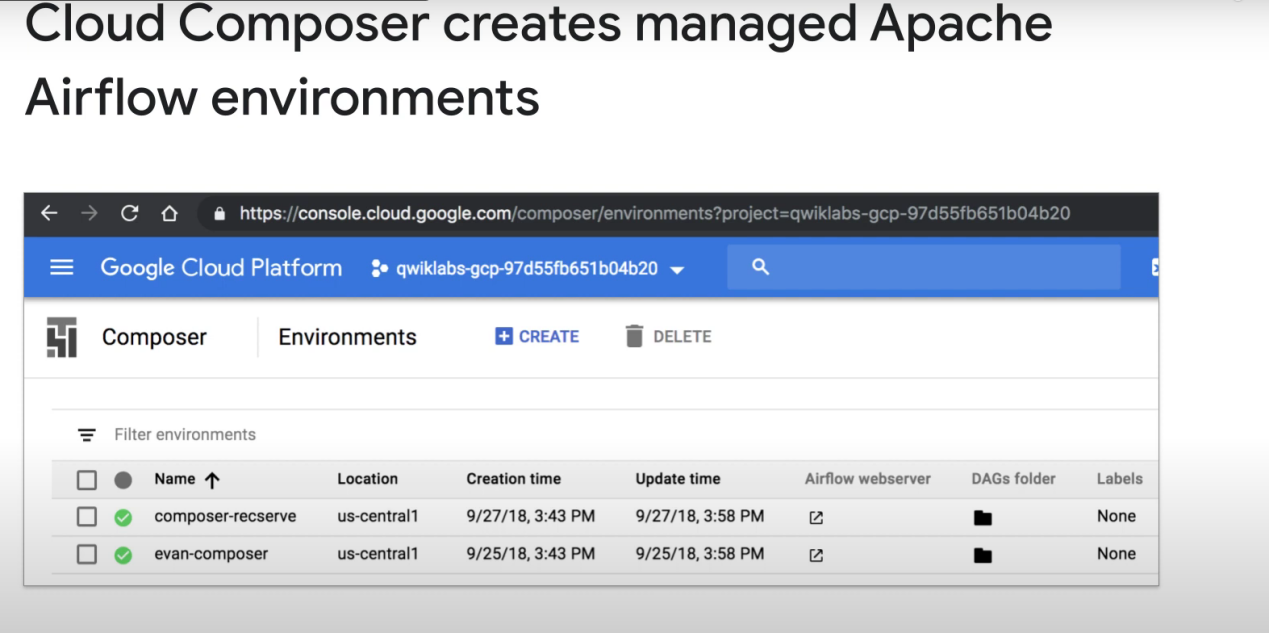 Cloud Composer creates managed Apache
Airflow environments
https://console.cloud.google.com/composer/environments?project=qwiklabs-gcp-97d55fb651b04b20
Google Cloud Platform qwiklabs-gcp-97d55fb651b04b20
Composer Environments CREATE DELETE
Filter environments
Name Location Creation time Update time Airflow webserver DAGs folder Labels
composer-recserve us-central1 9/27/18, 3:43 PM 9/27/18, 3:58 PM None
evan-composer us-central1 9/25/18, 3:43 PM 9/25/18, 3:58 PM None